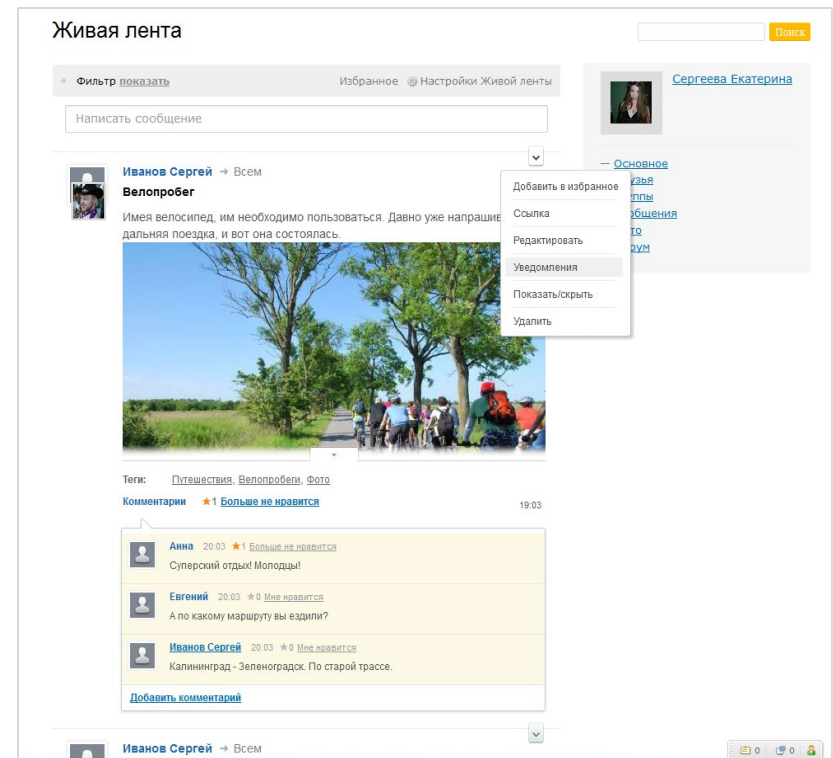 Живая лента
Поиск
Фильтр показать
Избранное Настройки Живой ленты
Написать сообщение
Сергеева Екатерина
— Основное
узья
ппы
бщения
то
рум
Иванов Сергей → Всем
Велопробег
Имея велосипед, им необходимо пользоваться. Давно уже напрашив
дальняя поездка, и вот она состоялась.
Добавить в избранное
Ссылка
Редактировать
Уведомления
Показать/скрыть
Удалить
Теги: Путешествия, Велопробеги, Фото
Комментарии ★1 Больше не нравится
19:03
Анна 20:03 ★1 Больше не нравится
Суперский отдых! Молодцы!
Евгений 20:03 ★0 Мне нравится
А по какому маршруту вы ездили?
Иванов Сергей 20:03 ★0 Мне нравится
Калининград - Зеленоградск. По старой трассе.
Добавить комментарий
Иванов Сергей → Всем
0 0